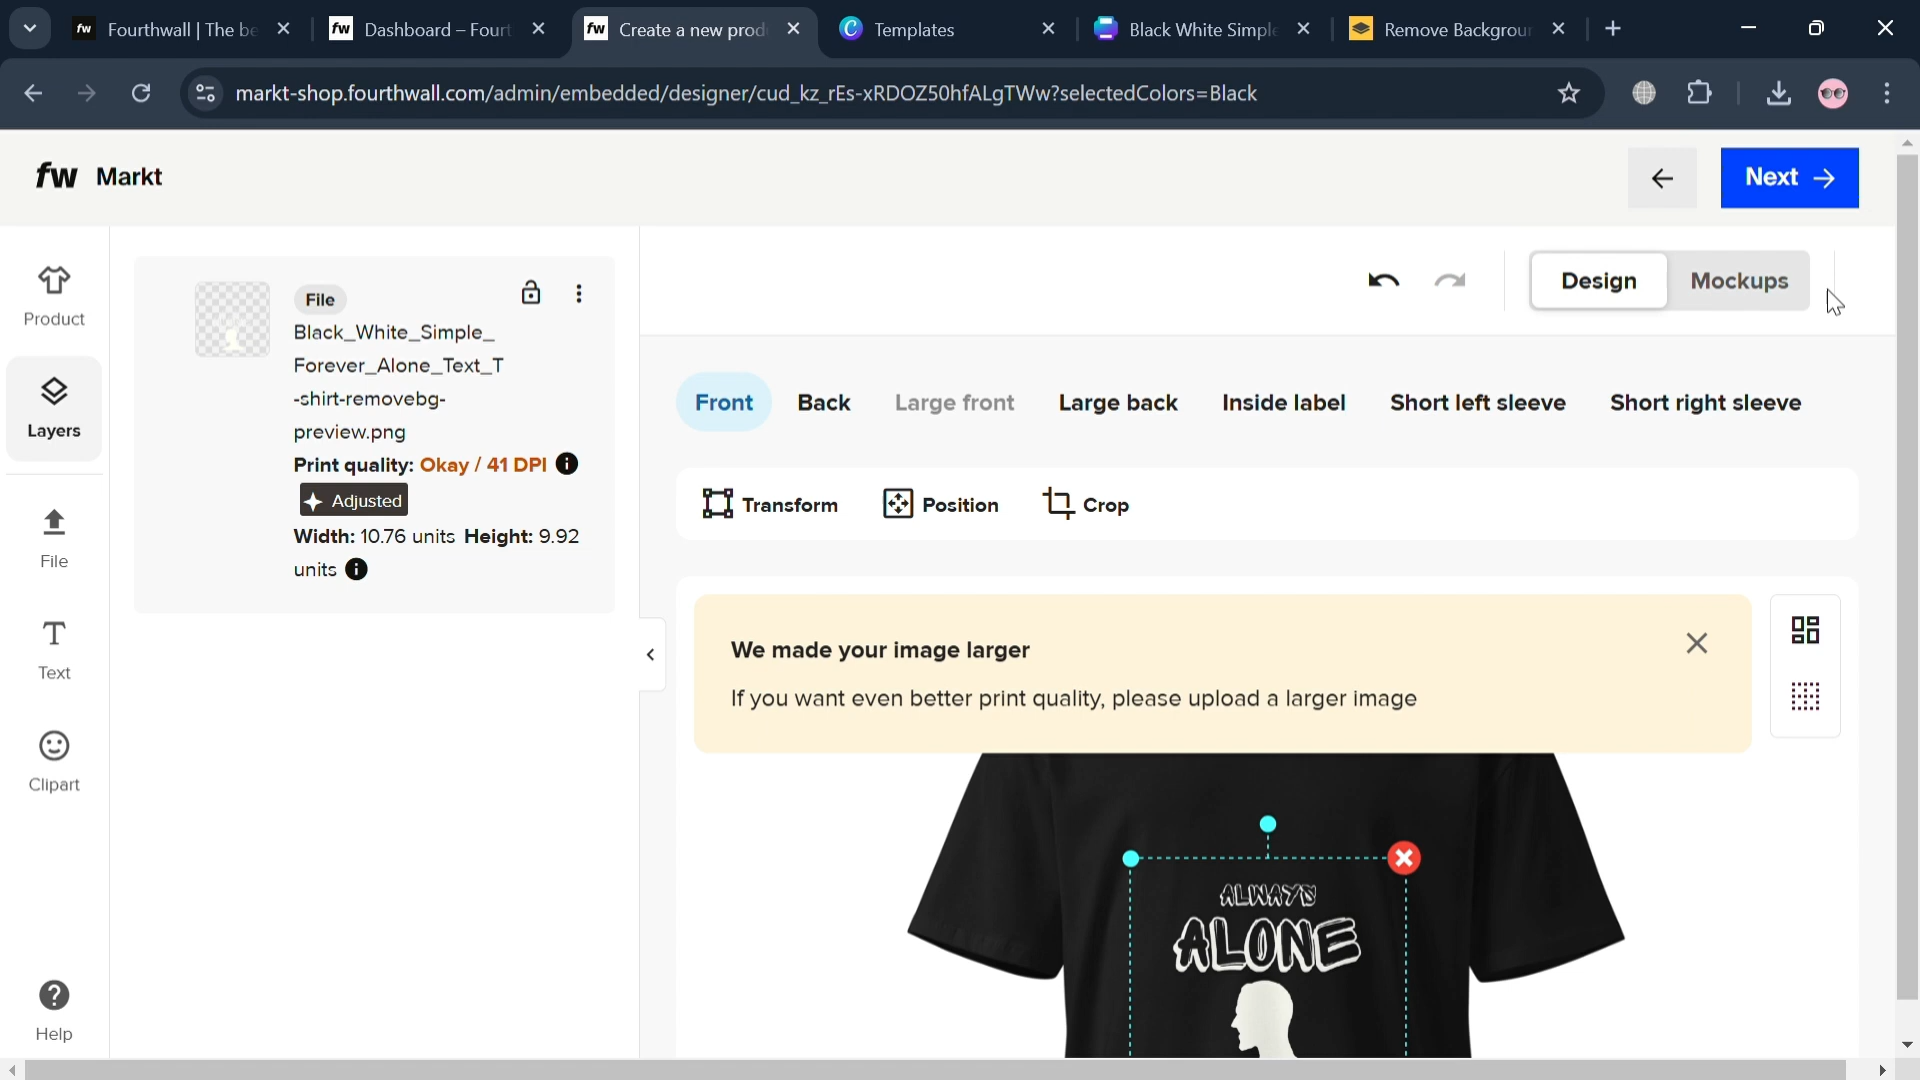 Fourthwall | The be
Dashboard – Fourt
Create a new prod
Templates
Black White Simple
Remove Backgrour
markt-shop.fourthwall.com/admin/embedded/designer/cud_kz_rEs-xRDOZ50hfALgTWw?selectedColors=Black
fw Markt
Next
Product
Layers
File
Text
Clipart
Help
File
Black_White_Simple_
Forever_Alone_Text_T
-shirt-removebg-
preview.png
Print quality: Okay / 41 DPI
Adjusted
Width: 10.76 units Height: 9.92
units
Design Mockups
Front Back Large front Large back Inside label Short left sleeve Short right sleeve
Transform Position Crop
We made your image larger
If you want even better print quality, please upload a larger image
ALWAYS
ALONE